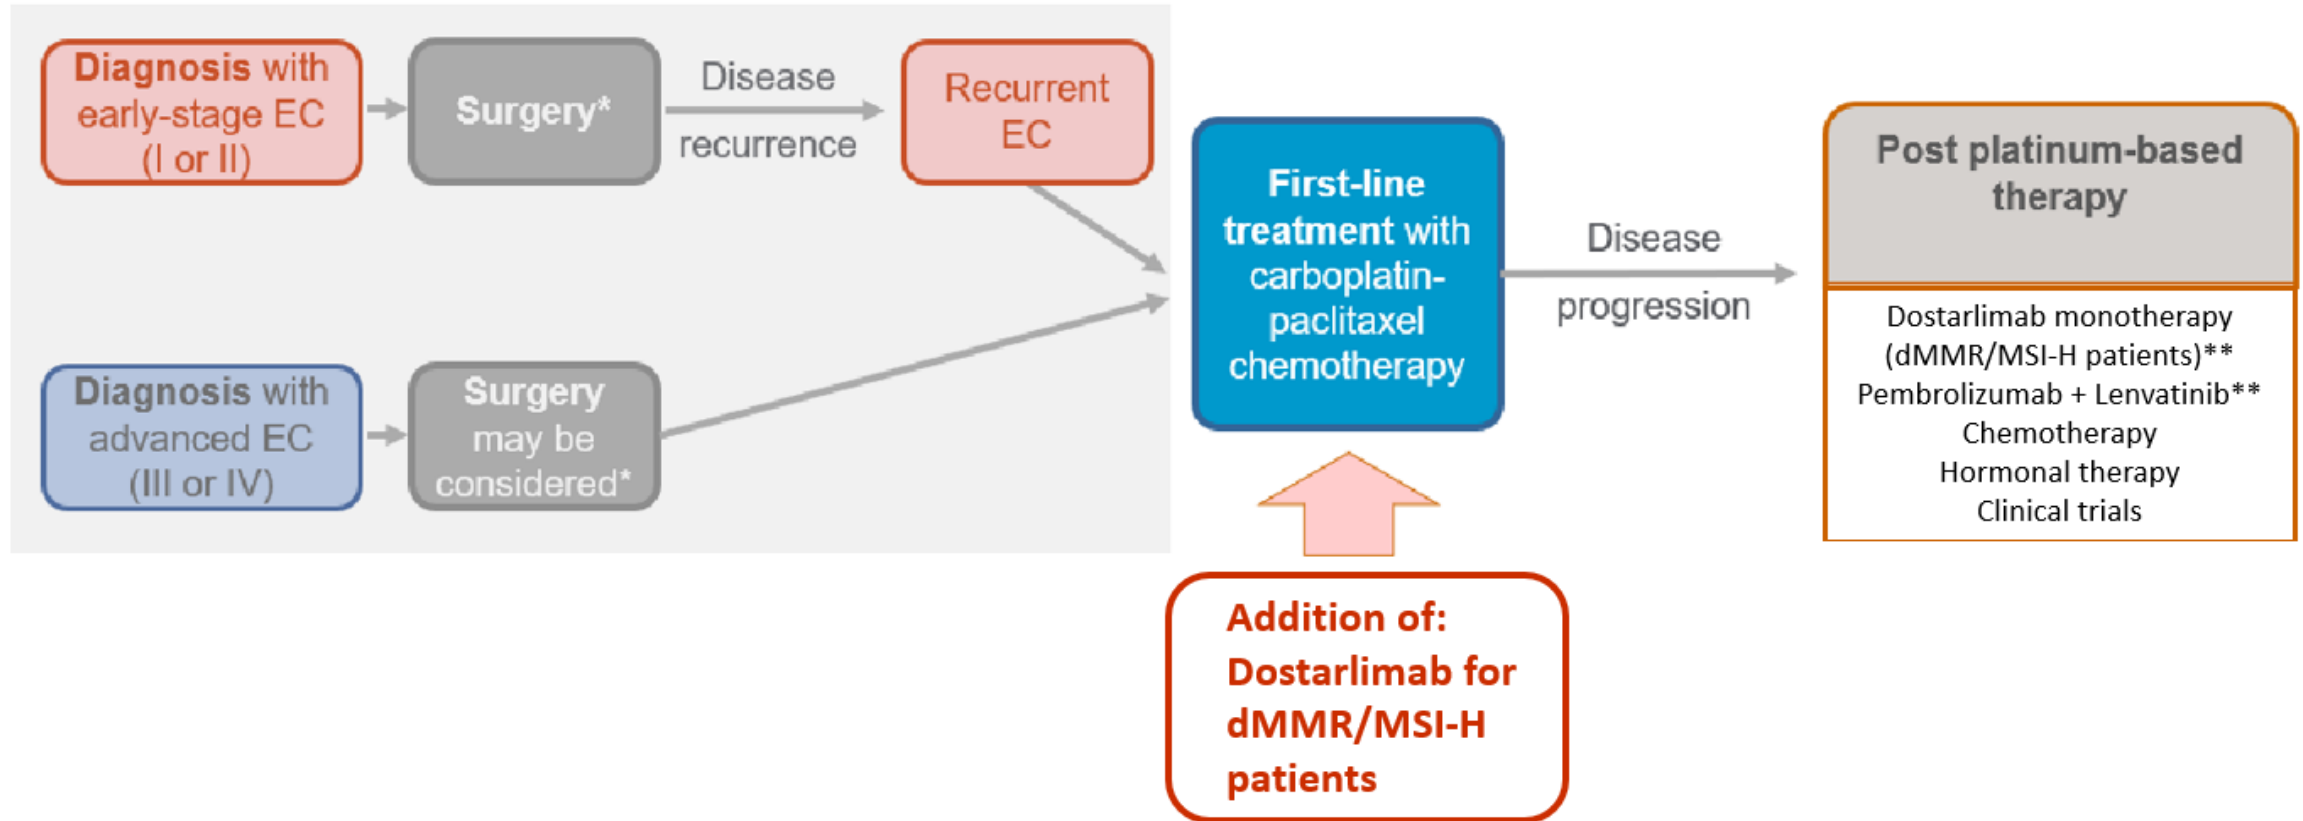 Diagnosis with
early-stage EC
(I or II)
Surgery*
Disease
recurrence
Recurrent
EC
Diagnosis with
advanced EC
(III or IV)
Surgery
may be
considered*
First-line
treatment with
carboplatin-
paclitaxel
chemotherapy
Disease
progression
Post platinum-based
therapy
Dostarlimab monotherapy
(dMMR/MSI-H patients)**
Pembrolizumab + Lenvatinib**
Chemotherapy
Hormonal therapy
Clinical trials
Addition of:
Dostarlimab for
dMMR/MSI-H
patients